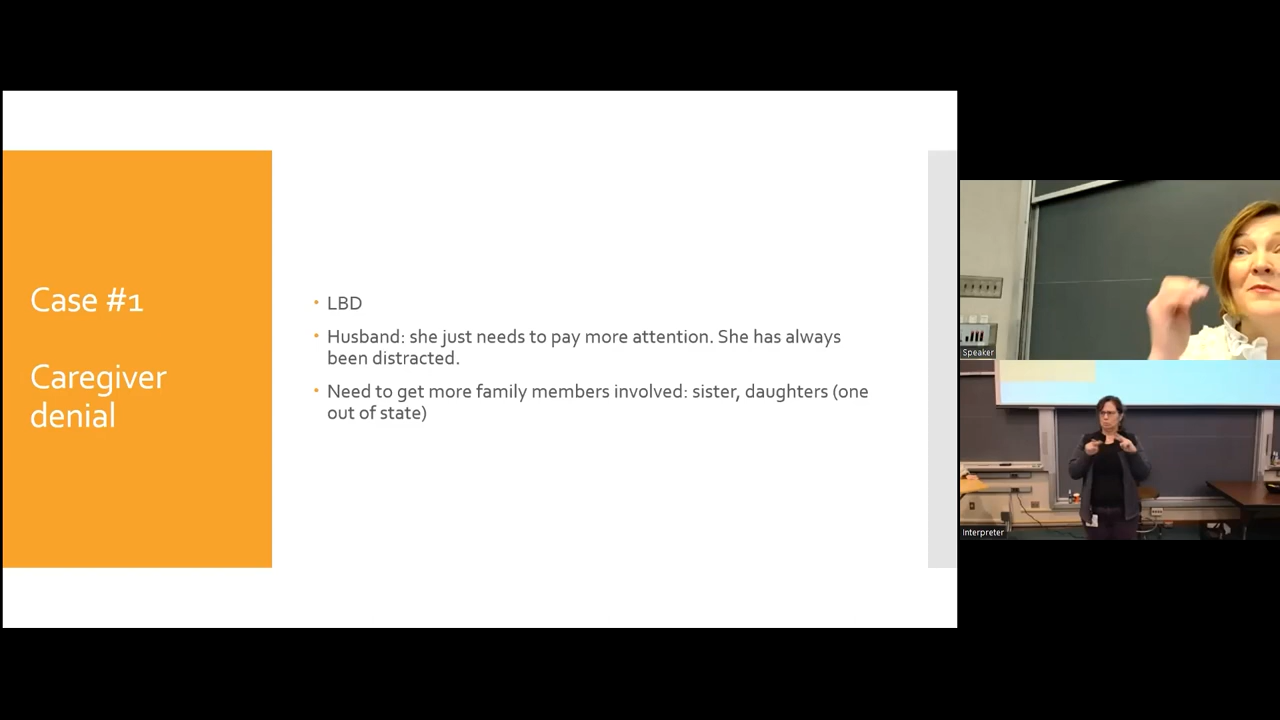 Case #1
Caregiver
denial
• LBD
• Husband: she just needs to pay more attention. She has always
been distracted.
• Need to get more family members involved: sister, daughters (one
out of state)
Speaker
Interpreter